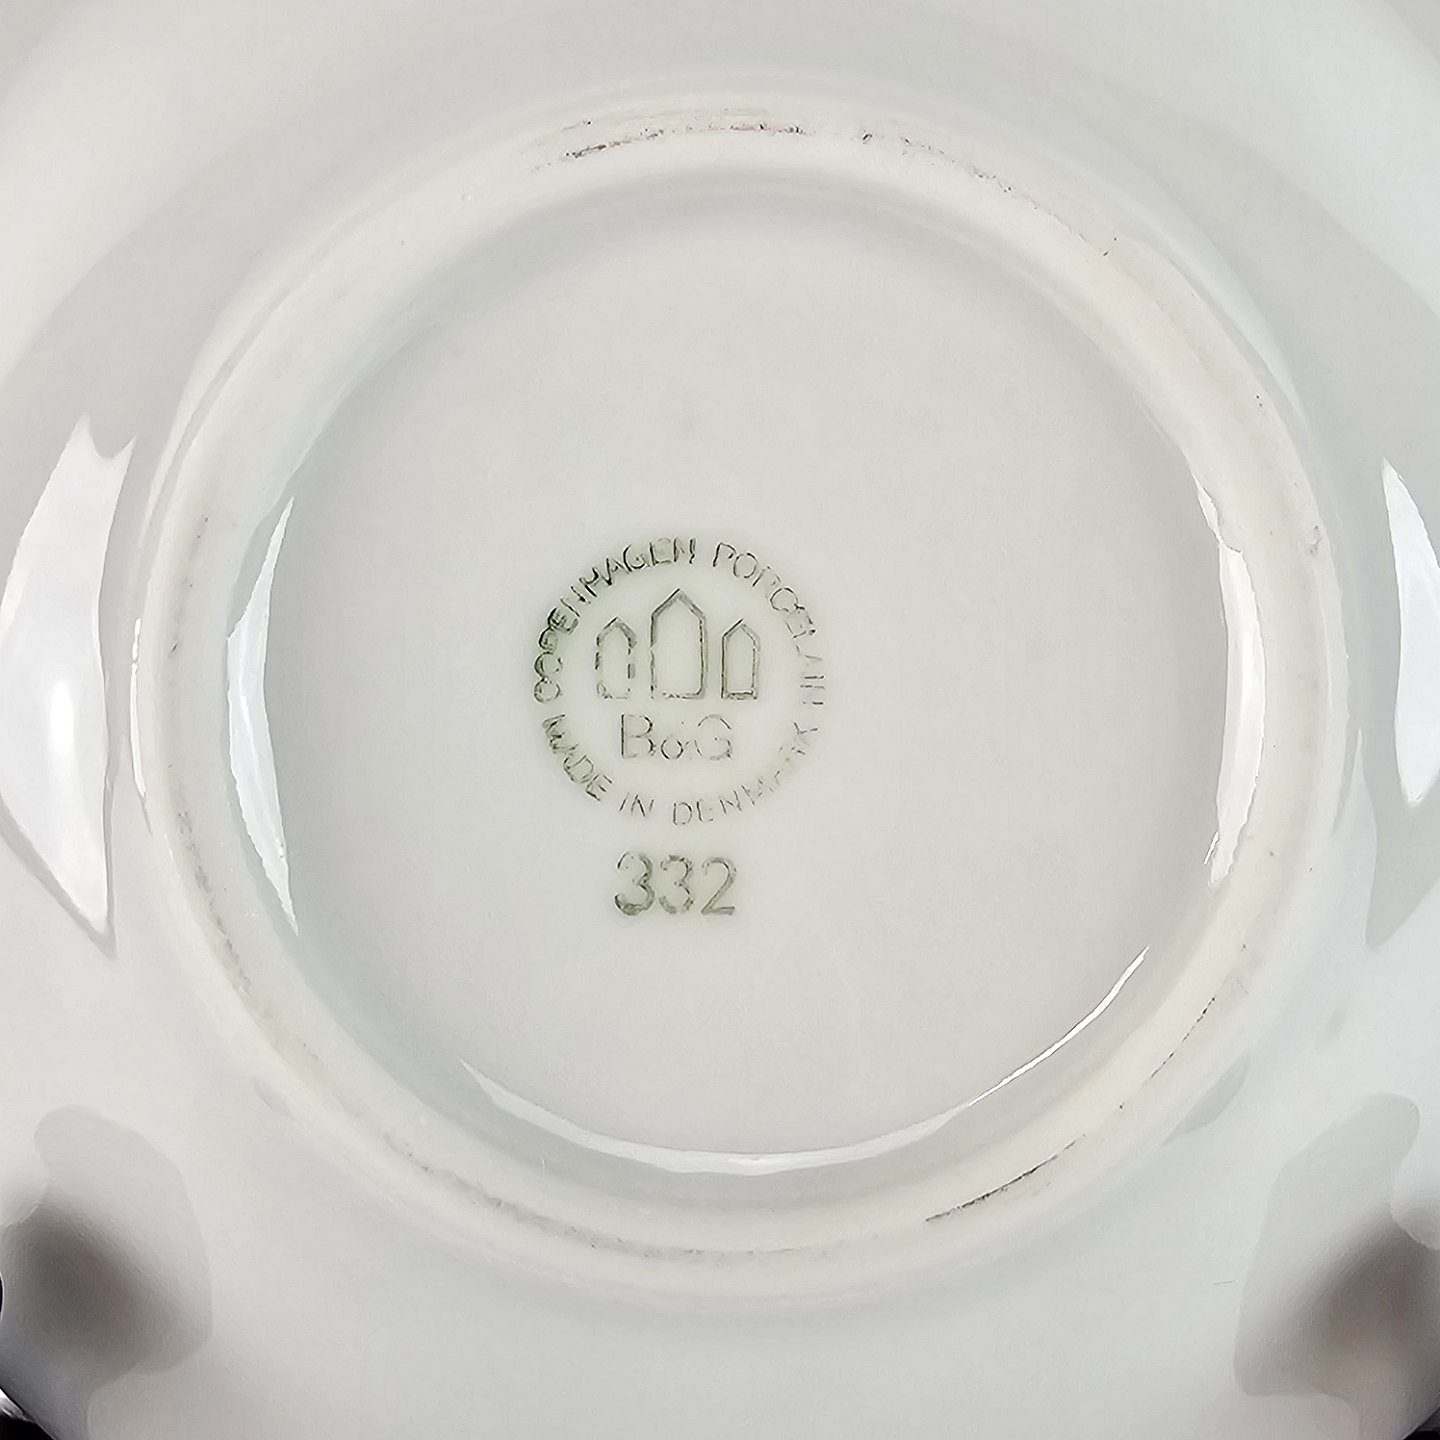 COPENHAGEN PORCELAIN
B&G
MADE IN DENMARK
332